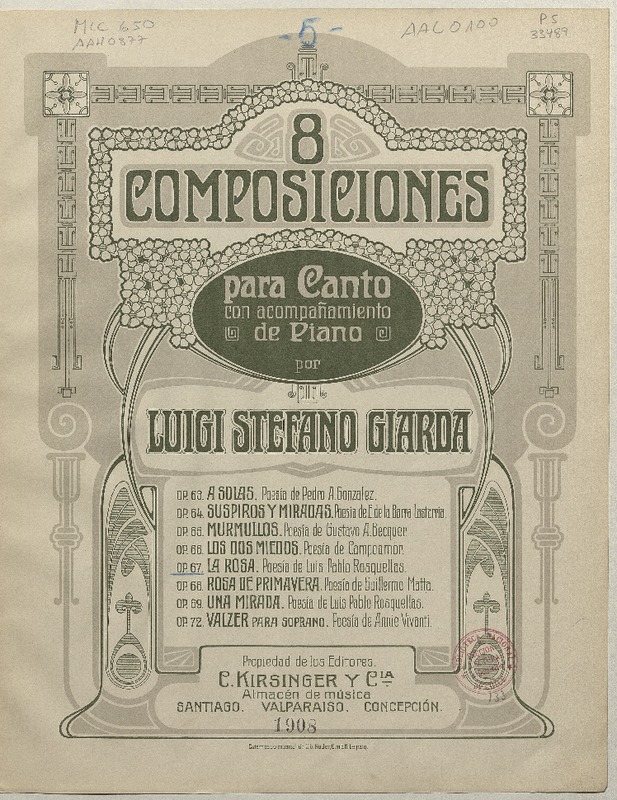 MLC 650
AAH0877
- 5 -
AAL0100
PS
33489
8
COMPOSICIONES
para Canto
con acompañamiento
de Piano
por
LUIGI STEFANO GIARDA
OP. 63. A SOLAS. Poesía de Pedro A. Gonzalez.
OP. 64. SUSPIROS Y MIRADAS. Poesía de E. de la Barra Lastarria.
OP. 65. MURMULLOS. Poesía de Gustavo A. Becquer.
OP. 66. LOS DOS MIEDOS. Poesía de Campoamor.
OP. 67. LA ROSA. Poesía de Luis Pablo Rosquellas.
OP. 68. ROSA DE PRIMAVERA. Poesía de Guillermo Matta.
OP. 69. UNA MIRADA. Poesía de Luis Pablo Rosquellas.
OP. 72. VALZER PARA SOPRANO. Poesía de Annie Vivanti.
Propiedad de los Editores.
C. KIRSINGER Y CIA
Almacén de música
SANTIAGO. VALPARAISO. CONCEPCIÓN.
1908